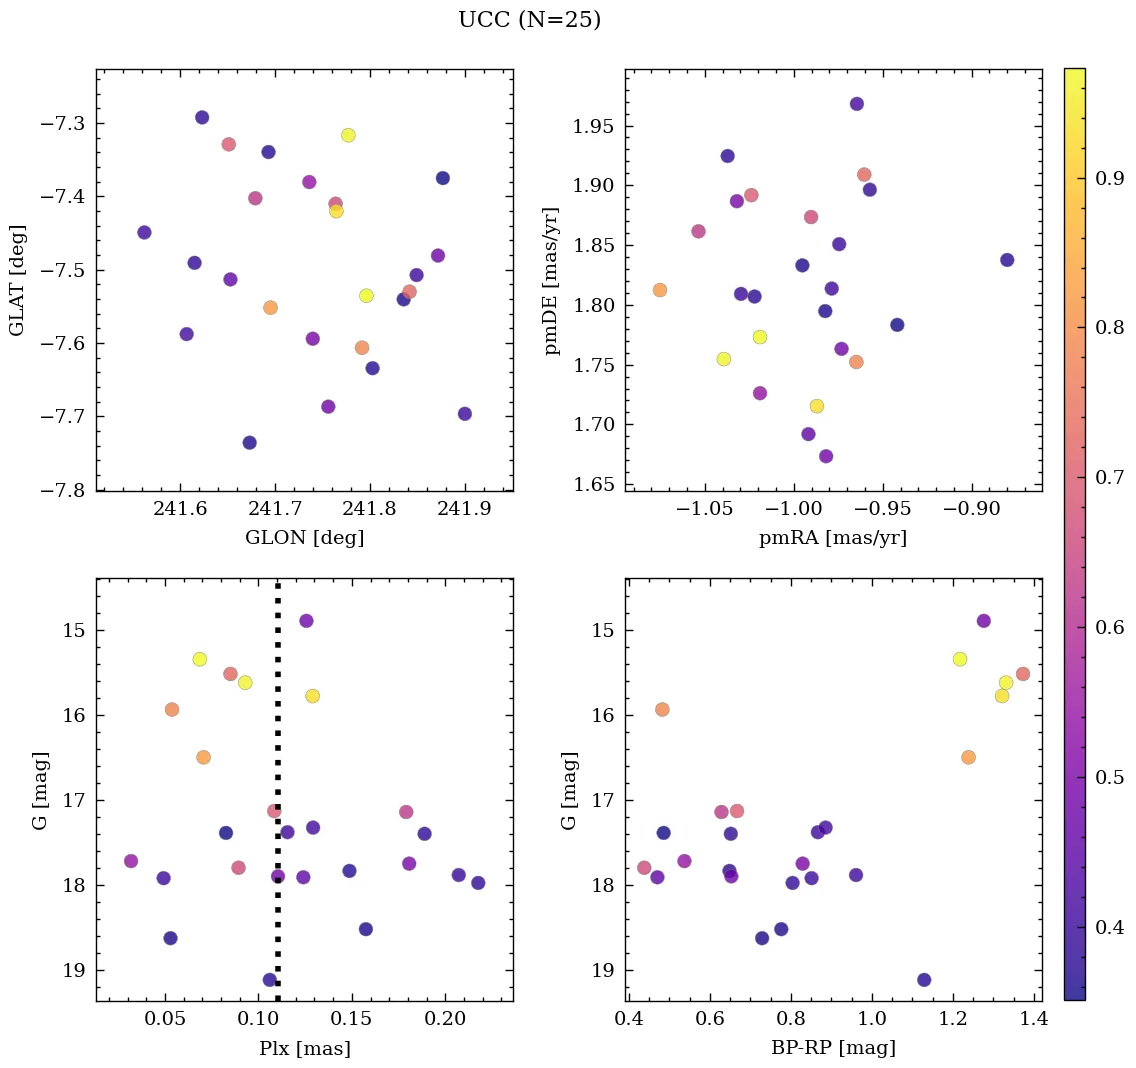 UCC (N=25)
−7.3
−7.4
−7.5
−7.6
−7.7
−7.8
GLAT [deg]
241.6 241.7 241.8 241.9
GLON [deg]
1.95
1.90
1.85
1.80
1.75
1.70
1.65
pmDE [mas/yr]
−1.05 −1.00 −0.95 −0.90
pmRA [mas/yr]
15
16
17
18
19
G [mag]
0.05 0.10 0.15 0.20
Plx [mas]
15
16
17
18
19
G [mag]
0.4 0.6 0.8 1.0 1.2 1.4
BP-RP [mag]
0.9
0.8
0.7
0.6
0.5
0.4